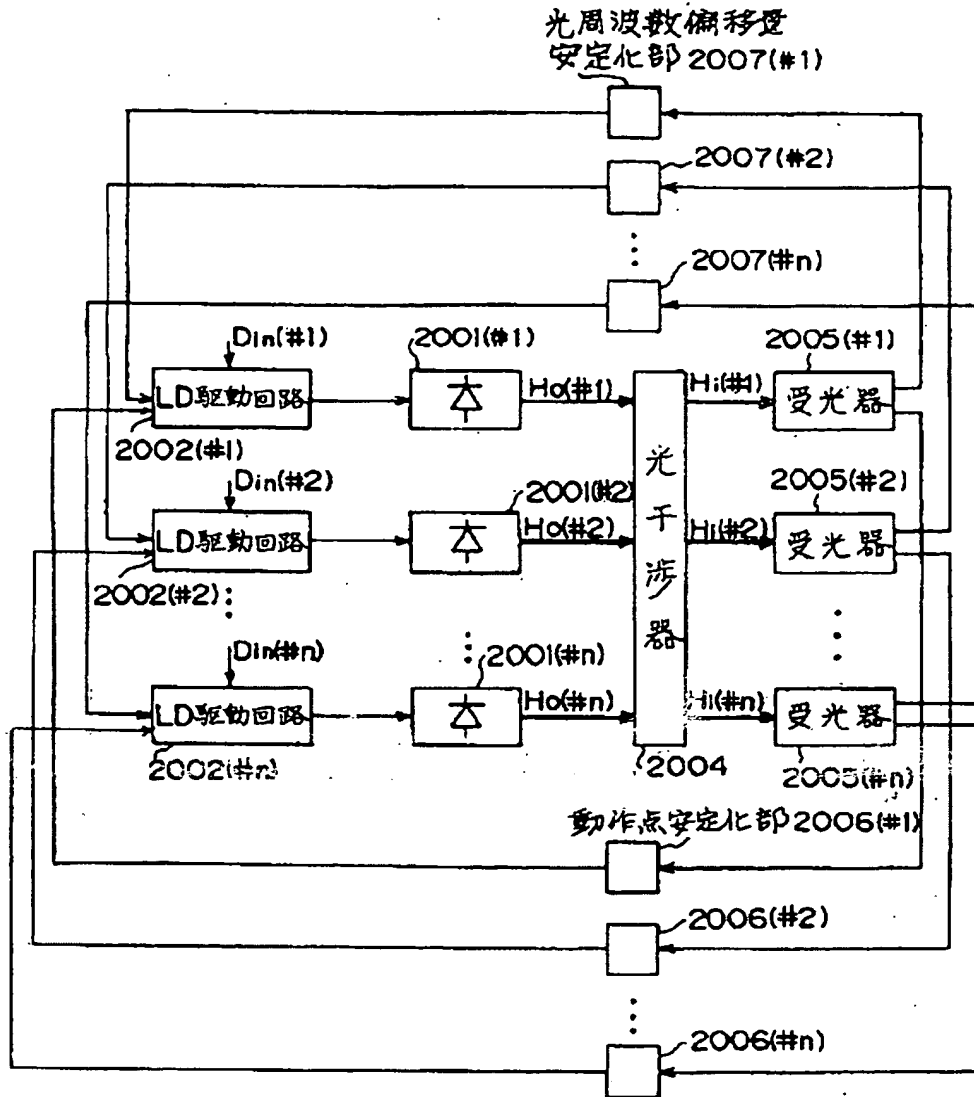 光周波数偏移量
安定化部 2007(#1)
2007(#2)
2007(#n)
Din(#1)
2001(#1)
2005(#1)
LD駆動回路
Ho(#1)
Hi(#1)
受光器
2002(#1)
Din(#2)
2001(#2)
2005(#2)
LD駆動回路
Ho(#2)
Hi(#2)
受光器
2002(#2)
光干渉器
Din(#n)
2001(#n)
LD駆動回路
Ho(#n)
Hi(#n)
受光器
2002(#n)
2004
2005(#n)
動作点安定化部 2006(#1)
2006(#2)
2006(#n)